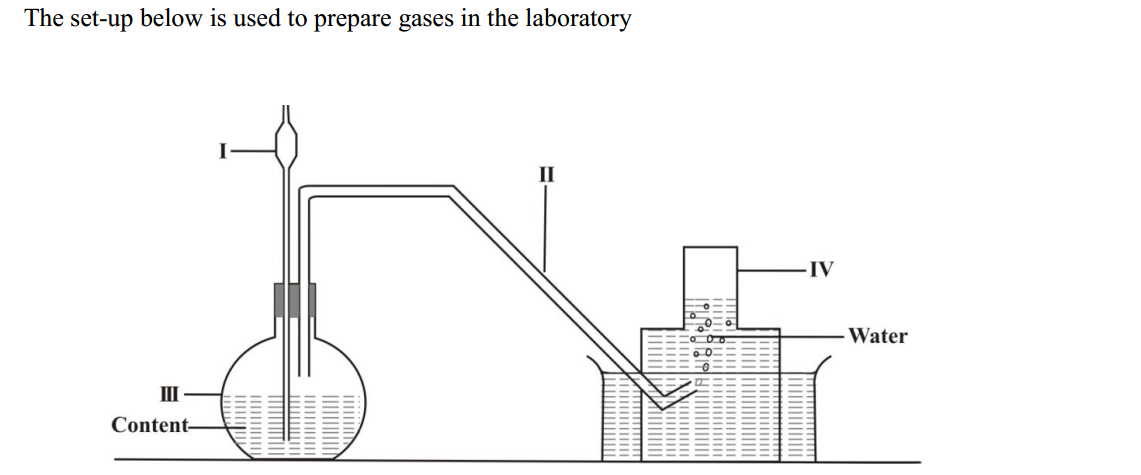 The set-up below is used to prepare gases in the laboratory
I
II
IV
Water
III
Content